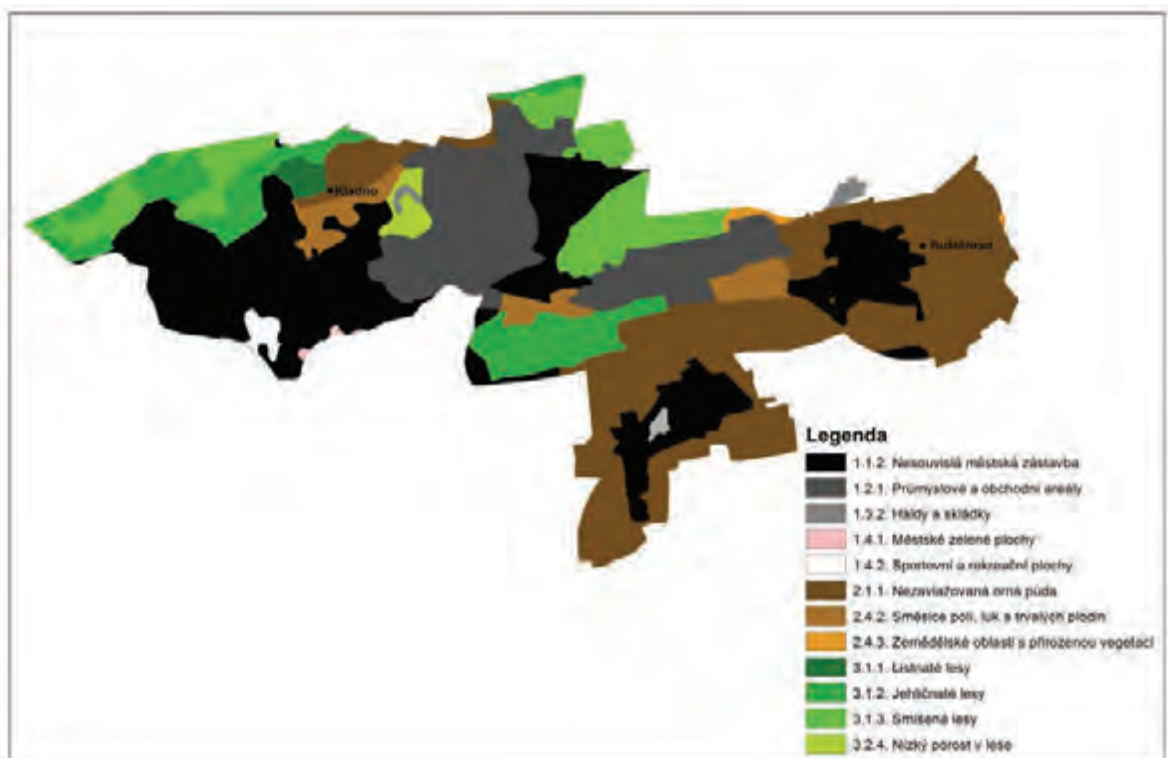 Kladno
Buštěhrad
Legenda
1.1.2. Nesouvislá městská zástavba
1.2.1. Průmyslové a obchodní areály
1.3.2. Haldy a skládky
1.4.1. Městské zelené plochy
1.4.2. Sportovní a rekreační plochy
2.1.1. Nezavlažovaná orná půda
2.4.2. Směsice polí, luk a trvalých plodin
2.4.3. Zemědělské oblasti s přirozenou vegetací
3.1.1. Listnaté lesy
3.1.2. Jehličnaté lesy
3.1.3. Smíšené lesy
3.2.4. Nízký porost v lese